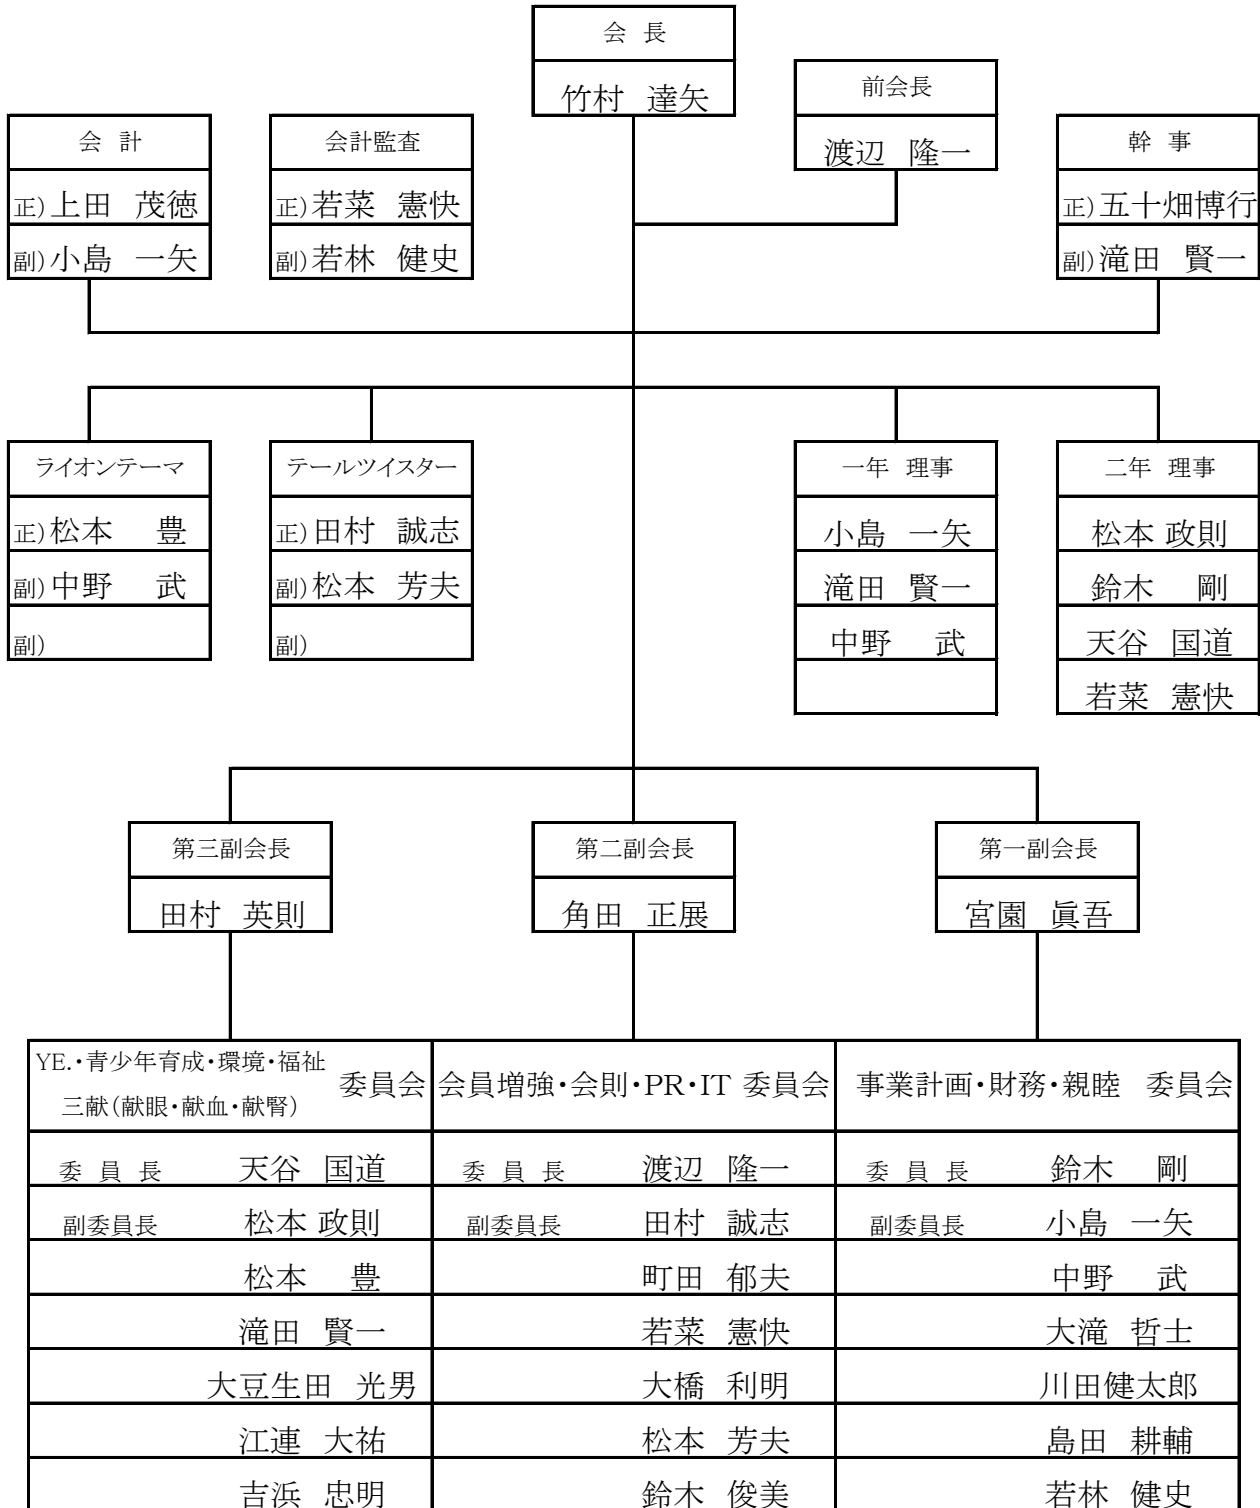 会 長
竹村 達矢
前会長
渡辺 隆一
会 計
正)上田 茂徳
副)小島 一矢
会計監査
正)若菜 憲快
副)若林 健史
幹 事
正)五十畑博行
副)滝田 賢一
ライオンテーマ
正)松本 豊
副)中野 武
副)
テールツイスター
正)田村 誠志
副)松本 芳夫
副)
一年 理事
小島 一矢
滝田 賢一
中野 武
二年 理事
松本 政則
鈴木 剛
天谷 国道
若菜 憲快
第三副会長
田村 英則
第二副会長
角田 正展
第一副会長
宮園 眞吾
YE.・青少年育成・環境・福祉
三献(献眼・献血・献腎) 委員会
委 員 長 天谷 国道
副委員長 松本 政則
松本 豊
滝田 賢一
大豆生田 光男
江連 大祐
吉浜 忠明
会員増強・会則・PR・IT 委員会
委 員 長 渡辺 隆一
副委員長 田村 誠志
町田 郁夫
若菜 憲快
大橋 利明
松本 芳夫
鈴木 俊美
事業計画・財務・親睦 委員会
委 員 長 鈴木 剛
副委員長 小島 一矢
中野 武
大滝 哲士
川田健太郎
島田 耕輔
若林 健史